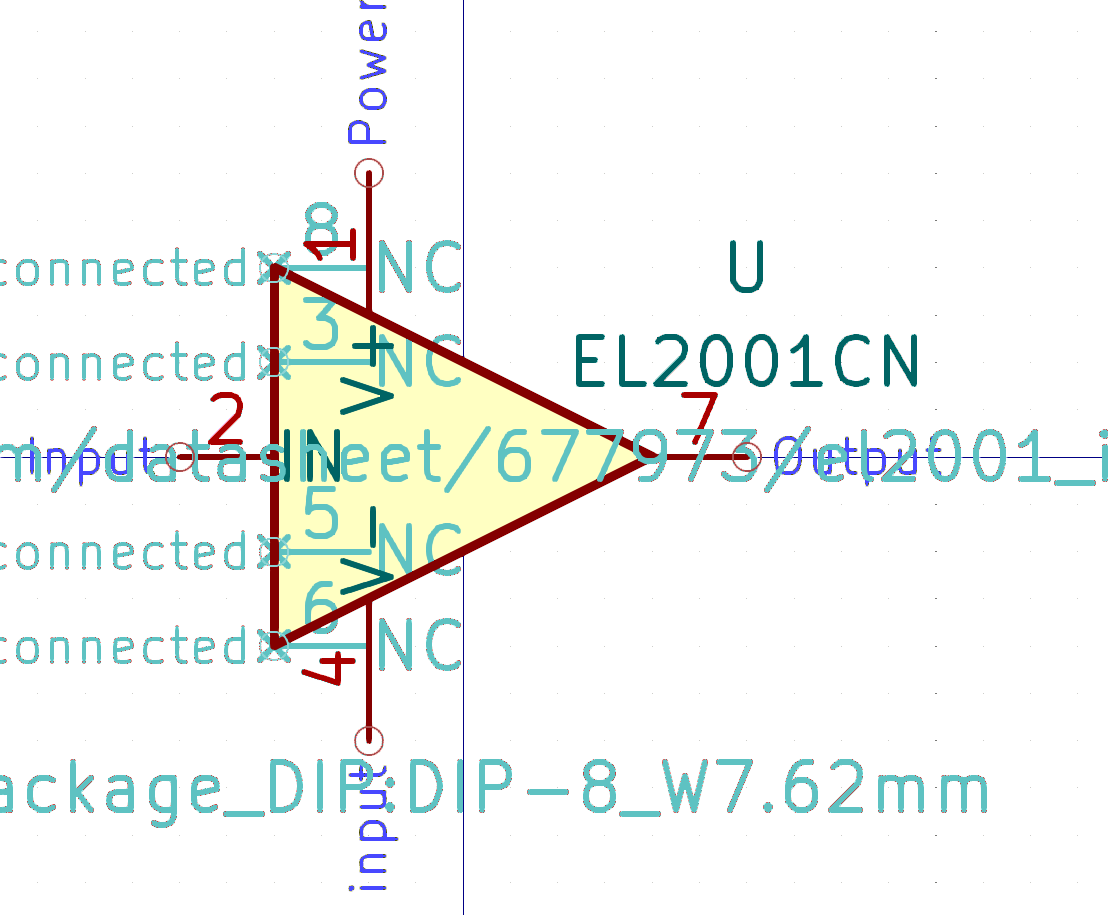 Power
8
1
connected
NC
U
3
V+
connected
NC
EL2001CN
2
7
Input
IN
m/datasheet/677973/el2001_i
Output
5
V-
connected
NC
6
connected
NC
4
ackage_DIP:DIP-8_W7.62mm
input